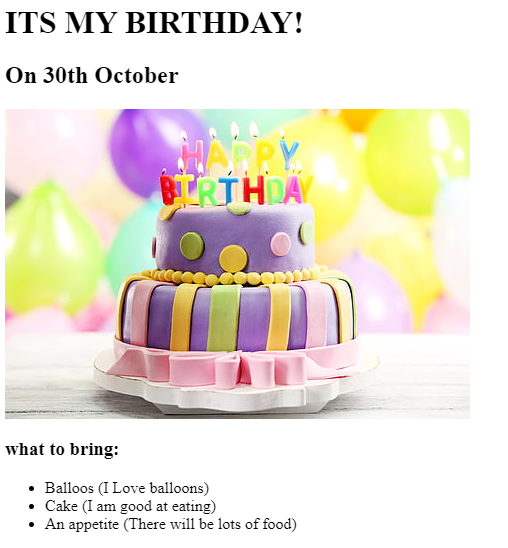 ITS MY BIRTHDAY!
On 30th October
HAPPY
BIRTHDAY
what to bring:
Balloos (I Love balloons)
Cake (I am good at eating)
An appetite (There will be lots of food)